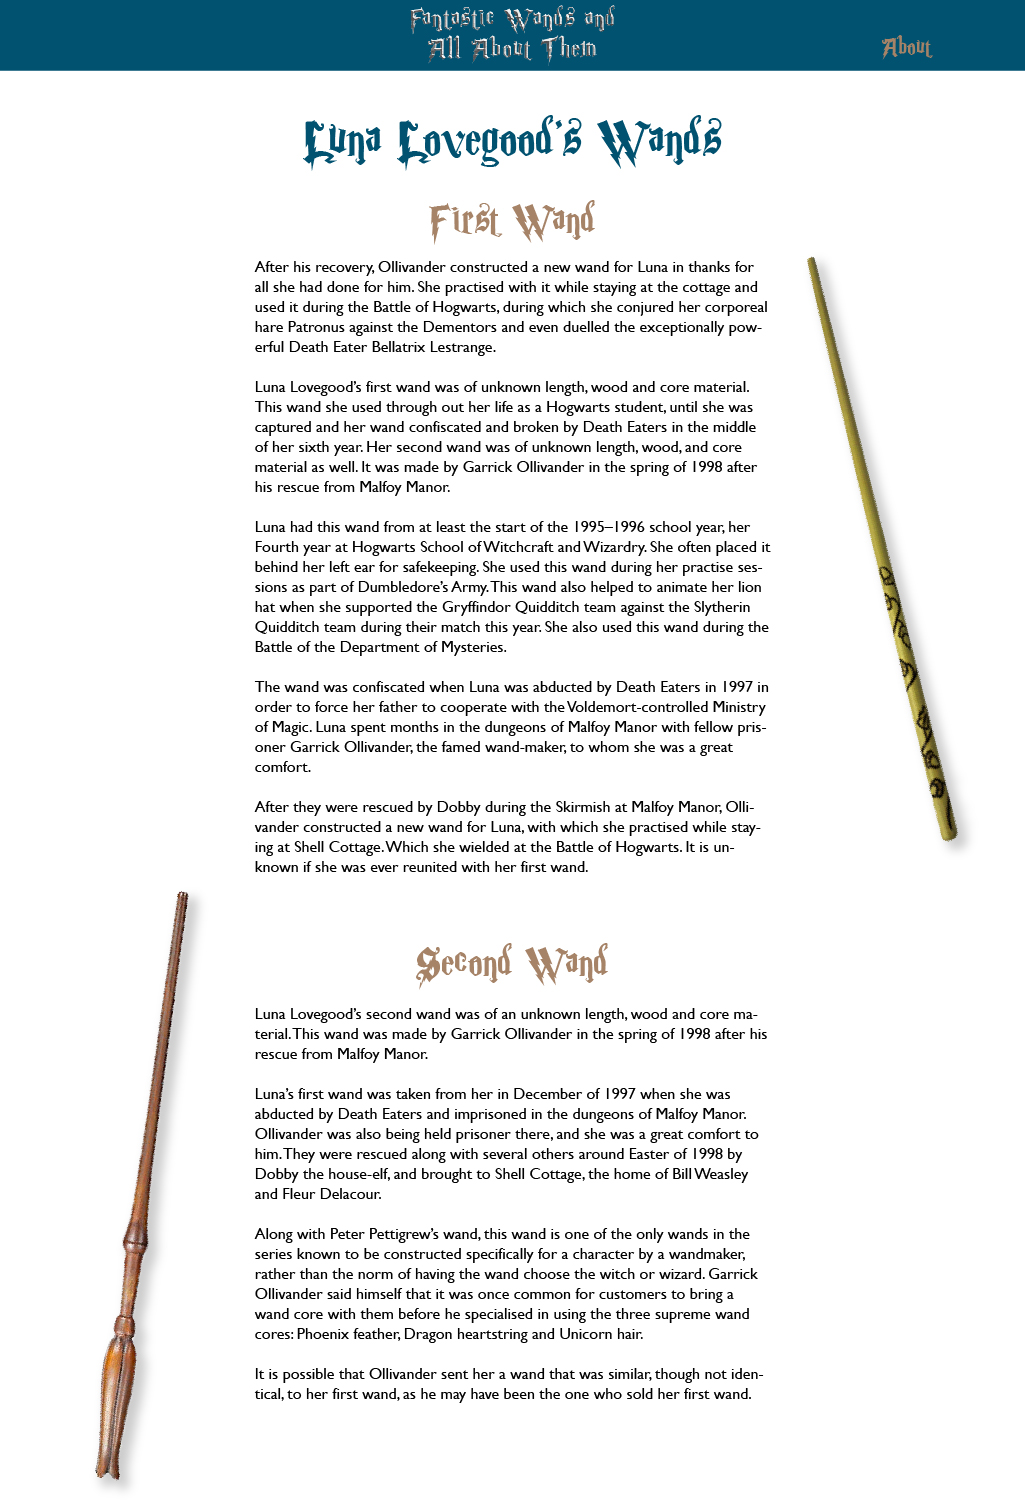 Fantastic Wands and
All About Them
About
Luna Lovegood's Wands
First Wand
After his recovery, Ollivander constructed a new wand for Luna in thanks for
all she had done for him. She practised with it while staying at the cottage and
used it during the Battle of Hogwarts, during which she conjured her corporeal
hare Patronus against the Dementors and even duelled the exceptionally pow-
erful Death Eater Bellatrix Lestrange.
Luna Lovegood's first wand was of unknown length, wood and core material.
This wand she used through out her life as a Hogwarts student, until she was
captured and her wand confiscated and broken by Death Eaters in the middle
of her sixth year. Her second wand was of unknown length, wood, and core
material as well. It was made by Garrick Ollivander in the spring of 1998 after
his rescue from Malfoy Manor.
Luna had this wand from at least the start of the 1995–1996 school year, her
Fourth year at Hogwarts School of Witchcraft and Wizardry. She often placed it
behind her left ear for safekeeping. She used this wand during her practise ses-
sions as part of Dumbledore's Army. This wand also helped to animate her lion
hat when she supported the Gryffindor Quidditch team against the Slytherin
Quidditch team during their match this year. She also used this wand during the
Battle of the Department of Mysteries.
The wand was confiscated when Luna was abducted by Death Eaters in 1997 in
order to force her father to cooperate with the Voldemort-controlled Ministry
of Magic. Luna spent months in the dungeons of Malfoy Manor with fellow pris-
oner Garrick Ollivander, the famed wand-maker, to whom she was a great
comfort.
After they were rescued by Dobby during the Skirmish at Malfoy Manor, Olli-
vander constructed a new wand for Luna, with which she practised while stay-
ing at Shell Cottage. Which she wielded at the Battle of Hogwarts. It is un-
known if she was ever reunited with her first wand.
Second Wand
Luna Lovegood's second wand was of an unknown length, wood and core ma-
terial. This wand was made by Garrick Ollivander in the spring of 1998 after his
rescue from Malfoy Manor.
Luna's first wand was taken from her in December of 1997 when she was
abducted by Death Eaters and imprisoned in the dungeons of Malfoy Manor.
Ollivander was also being held prisoner there, and she was a great comfort to
him. They were rescued along with several others around Easter of 1998 by
Dobby the house-elf, and brought to Shell Cottage, the home of Bill Weasley
and Fleur Delacour.
Along with Peter Pettigrew's wand, this wand is one of the only wands in the
series known to be constructed specifically for a character by a wandmaker,
rather than the norm of having the wand choose the witch or wizard. Garrick
Ollivander said himself that it was once common for customers to bring a
wand core with them before he specialised in using the three supreme wand
cores: Phoenix feather, Dragon heartstring and Unicorn hair.
It is possible that Ollivander sent her a wand that was similar, though not iden-
tical, to her first wand, as he may have been the one who sold her first wand.